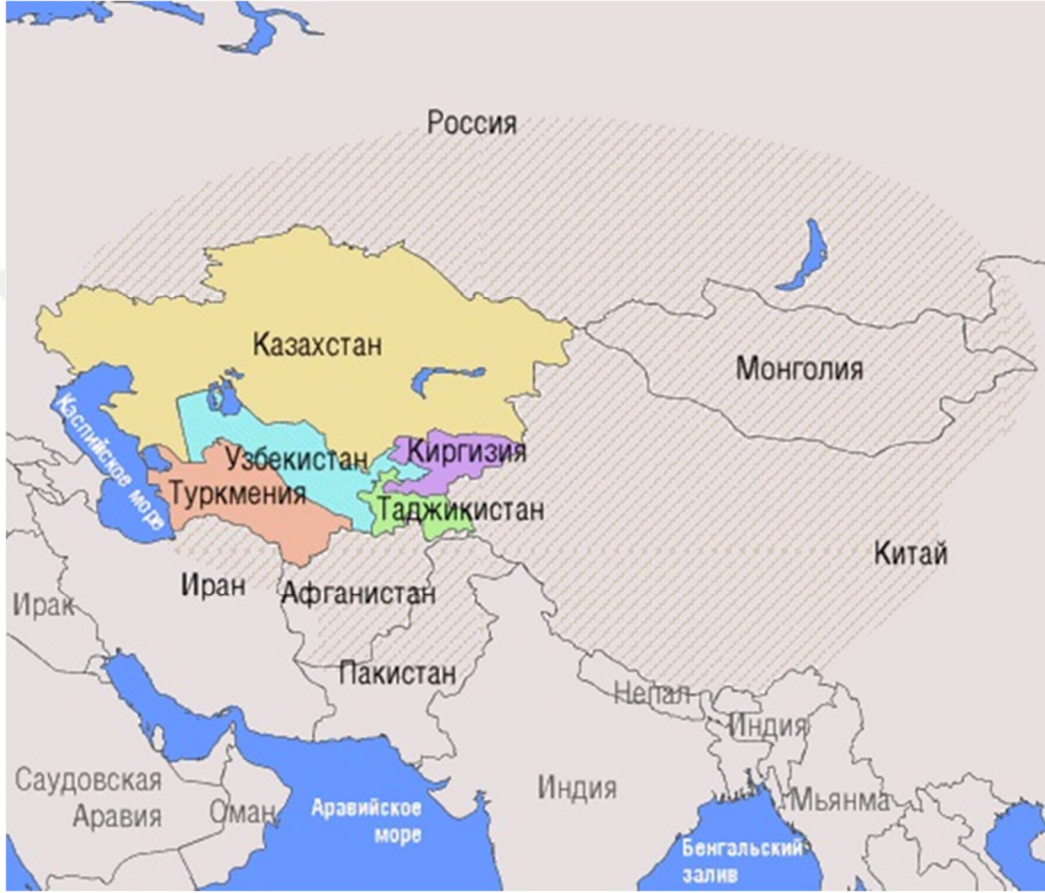 Россия
Казахстан
Монголия
Каспийское море
Узбекистан
Киргизия
Туркмения
Таджикистан
Китай
Иран
Афганистан
Ирак
Пакистан
Непал
Индия
Саудовская
Аравия
Оман
Аравийское
море
Индия
Мьянма
Бенгальский
залив